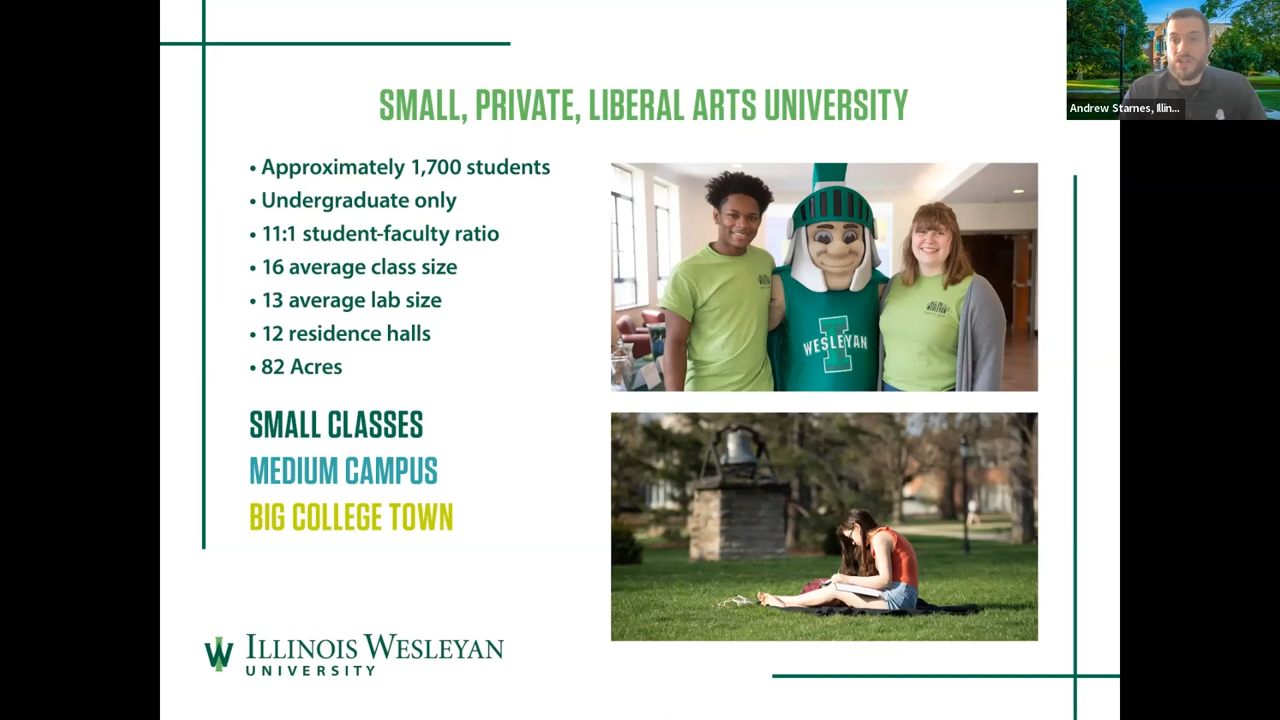 SMALL, PRIVATE, LIBERAL ARTS UNIVERSITY
• Approximately 1,700 students
• Undergraduate only
• 11:1 student-faculty ratio
• 16 average class size
• 13 average lab size
• 12 residence halls
• 82 Acres
SMALL CLASSES
MEDIUM CAMPUS
BIG COLLEGE TOWN
ILLINOIS WESLEYAN
UNIVERSITY
Andrew Starnes, Illin...
I
WESLEYAN